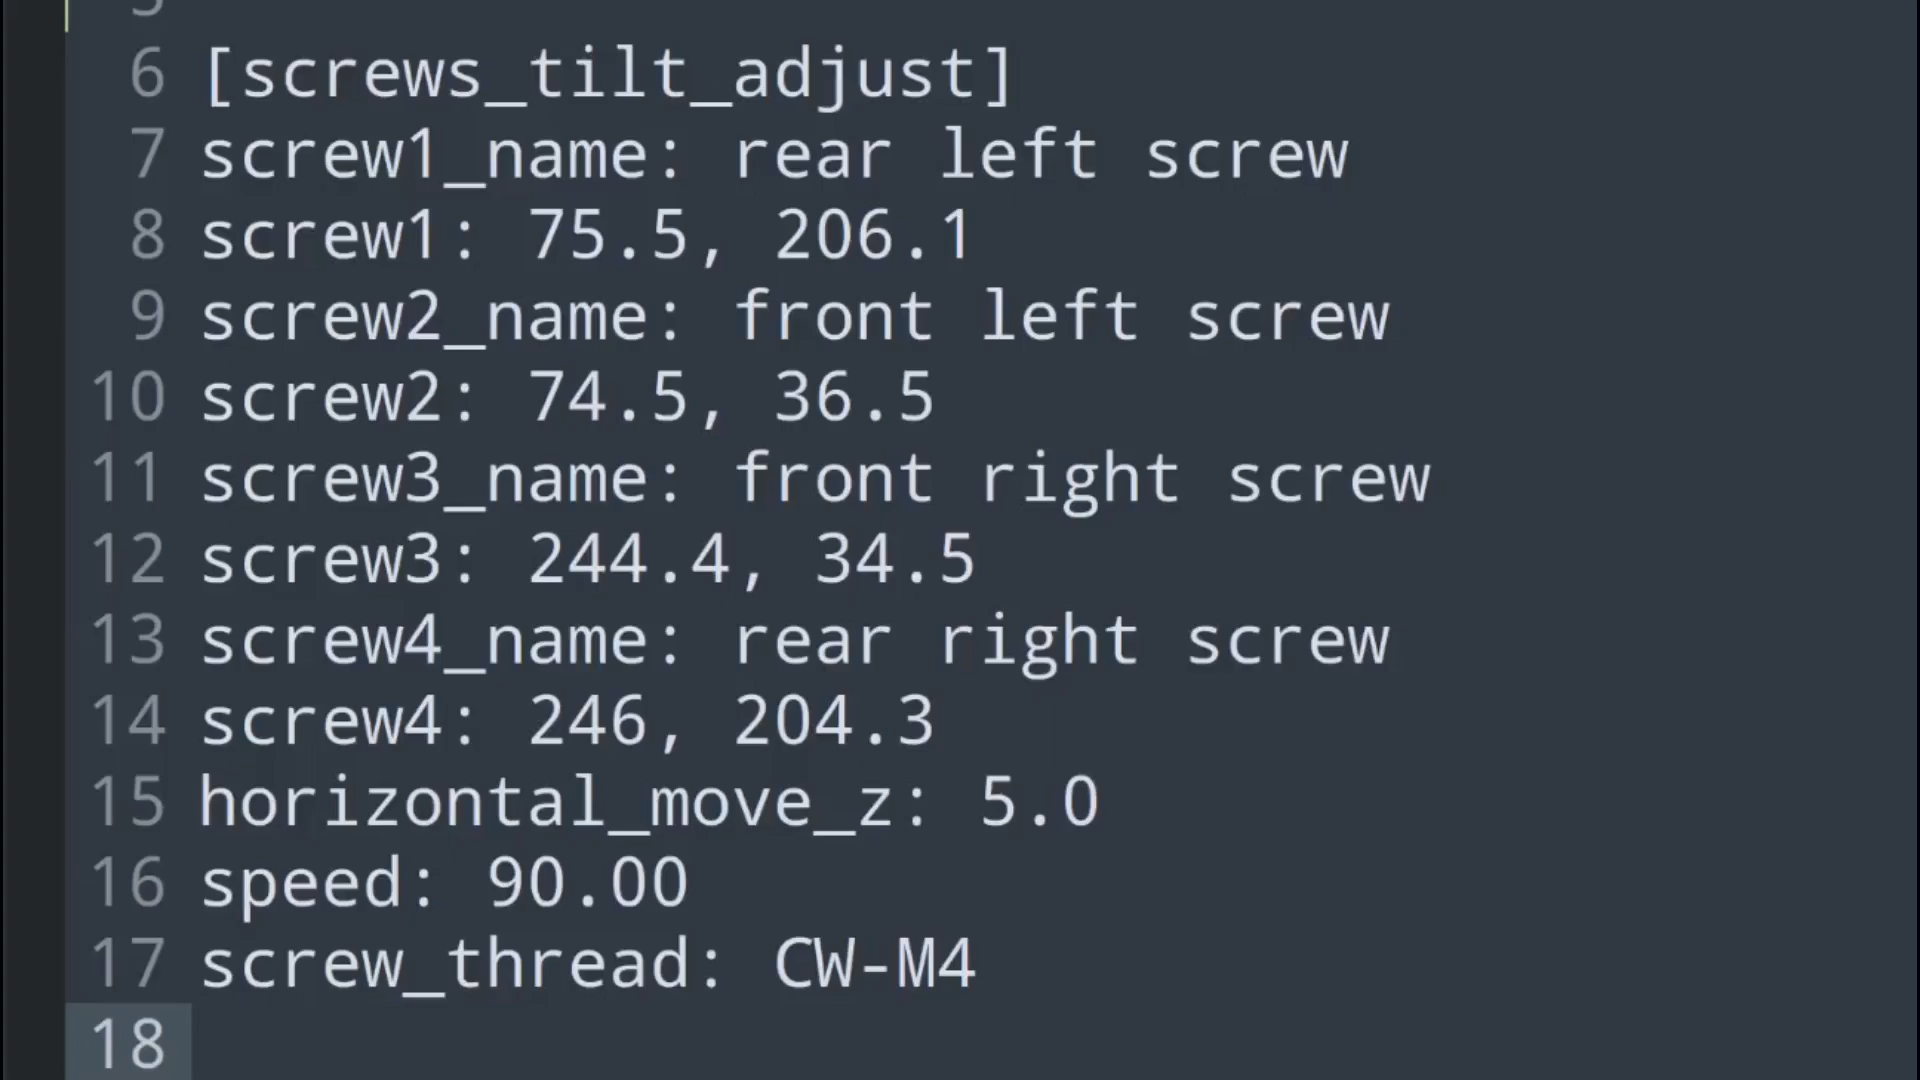 5
6 [screws_tilt_adjust]
7 screw1_name: rear left screw
8 screw1: 75.5, 206.1
9 screw2_name: front left screw
10 screw2: 74.5, 36.5
11 screw3_name: front right screw
12 screw3: 244.4, 34.5
13 screw4_name: rear right screw
14 screw4: 246, 204.3
15 horizontal_move_z: 5.0
16 speed: 90.00
17 screw_thread: CW-M4
18